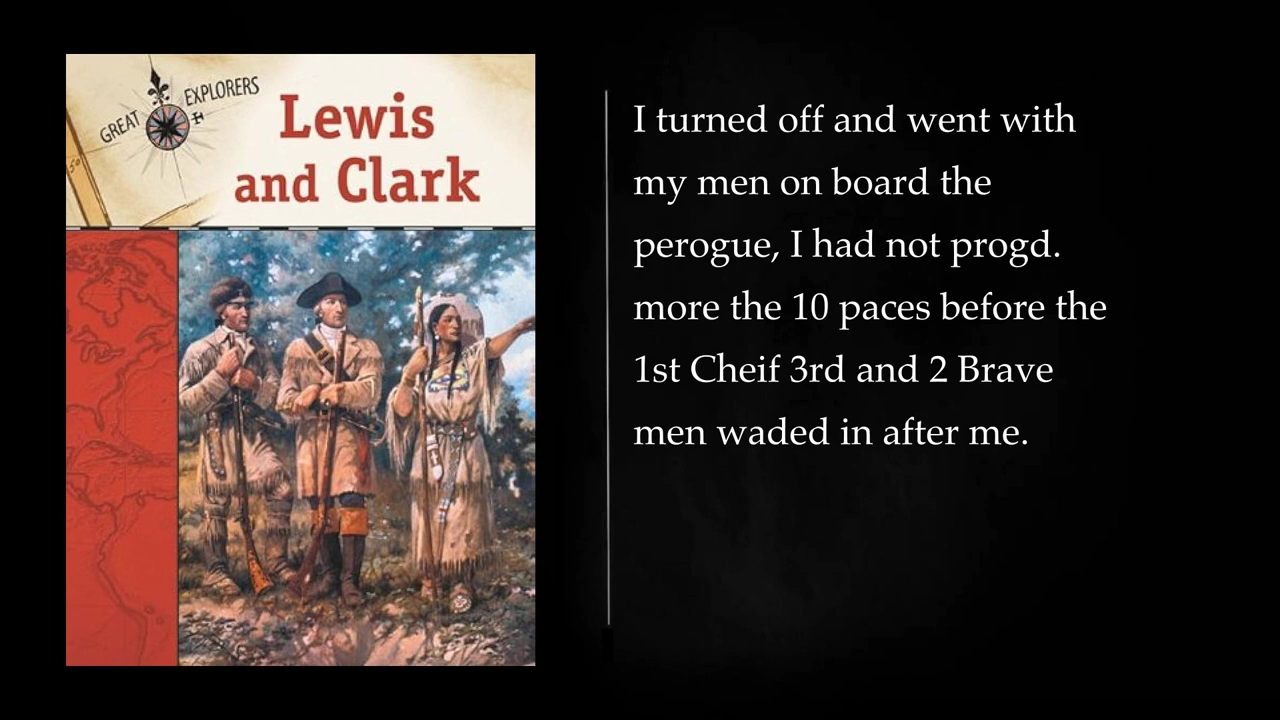 GREAT EXPLORERS
Lewis
and Clark
50
I turned off and went with
my men on board the
perogue, I had not progd.
more the 10 paces before the
1st Cheif 3rd and 2 Brave
men waded in after me.